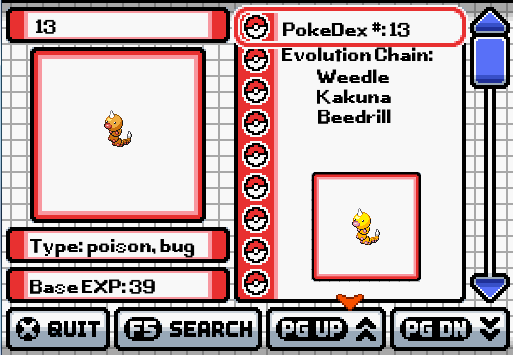 13
PokeDex #: 13
Evolution Chain:
Weedle
Kakuna
Beedrill
Type: poison, bug
Base EXP: 39
X QUIT
F5 SEARCH
PG UP
PG DN